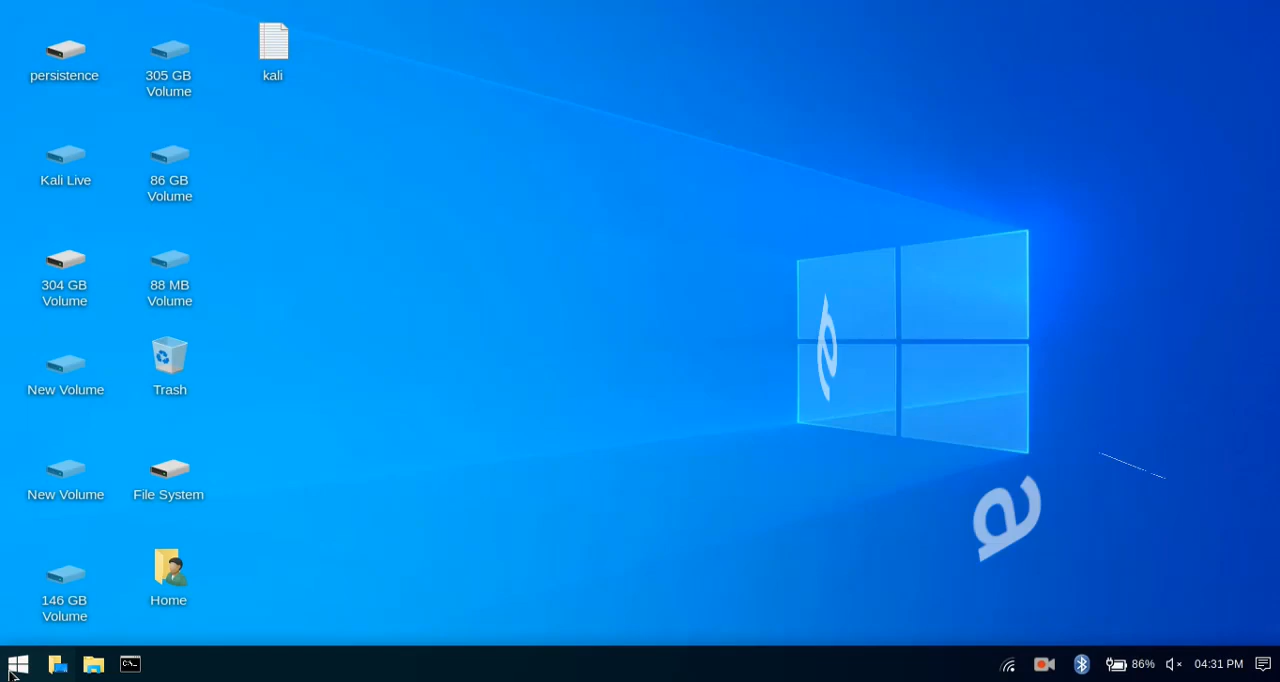 persistence
305 GB
Volume
kali
Kali Live
86 GB
Volume
304 GB
Volume
88 MB
Volume
New Volume
Trash
New Volume
File System
146 GB
Volume
Home
e
a
C:\_
86%
04:31 PM